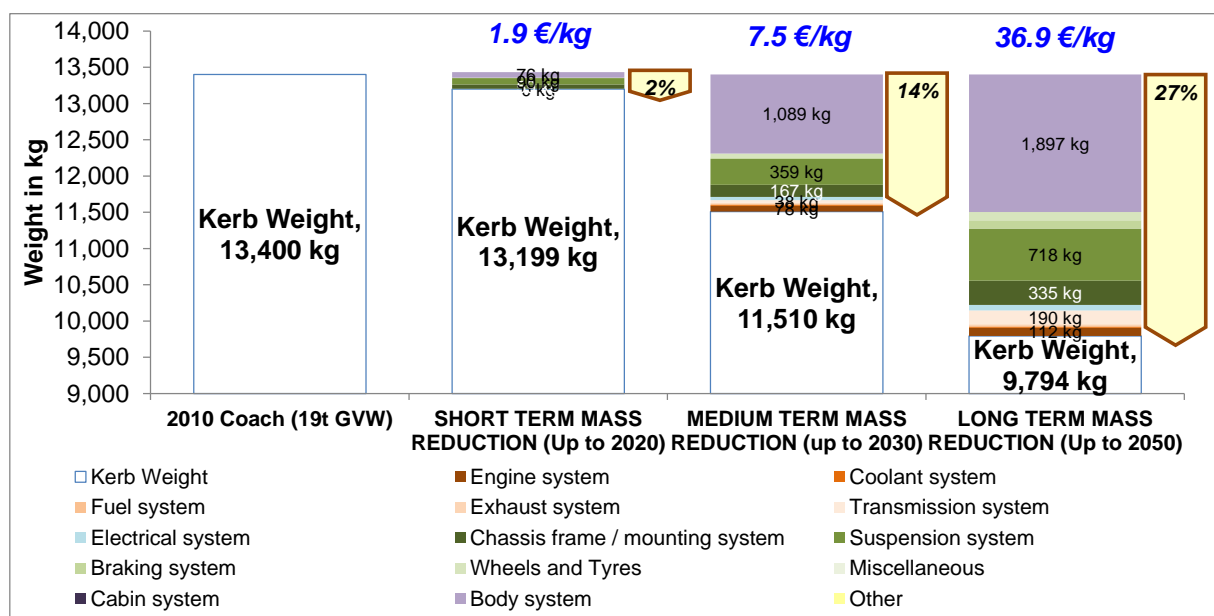 1.9 €/kg 7.5 €/kg 36.9 €/kg
14,000
13,500
13,000
12,500
12,000
11,500
11,000
10,500
10,000
9,500
9,000
Weight in kg
Kerb Weight,
13,400 kg
76 kg
90 kg
0 kg
2%
Kerb Weight,
13,199 kg
14%
1,089 kg
359 kg
167 kg
38 kg
78 kg
Kerb Weight,
11,510 kg
27%
1,897 kg
718 kg
335 kg
190 kg
112 kg
Kerb Weight,
9,794 kg
2010 Coach (19t GVW)
SHORT TERM MASS
REDUCTION (Up to 2020)
MEDIUM TERM MASS
REDUCTION (up to 2030)
LONG TERM MASS
REDUCTION (Up to 2050)
Kerb Weight Engine system Coolant system
Fuel system Exhaust system Transmission system
Electrical system Chassis frame / mounting system Suspension system
Braking system Wheels and Tyres Miscellaneous
Cabin system Body system Other